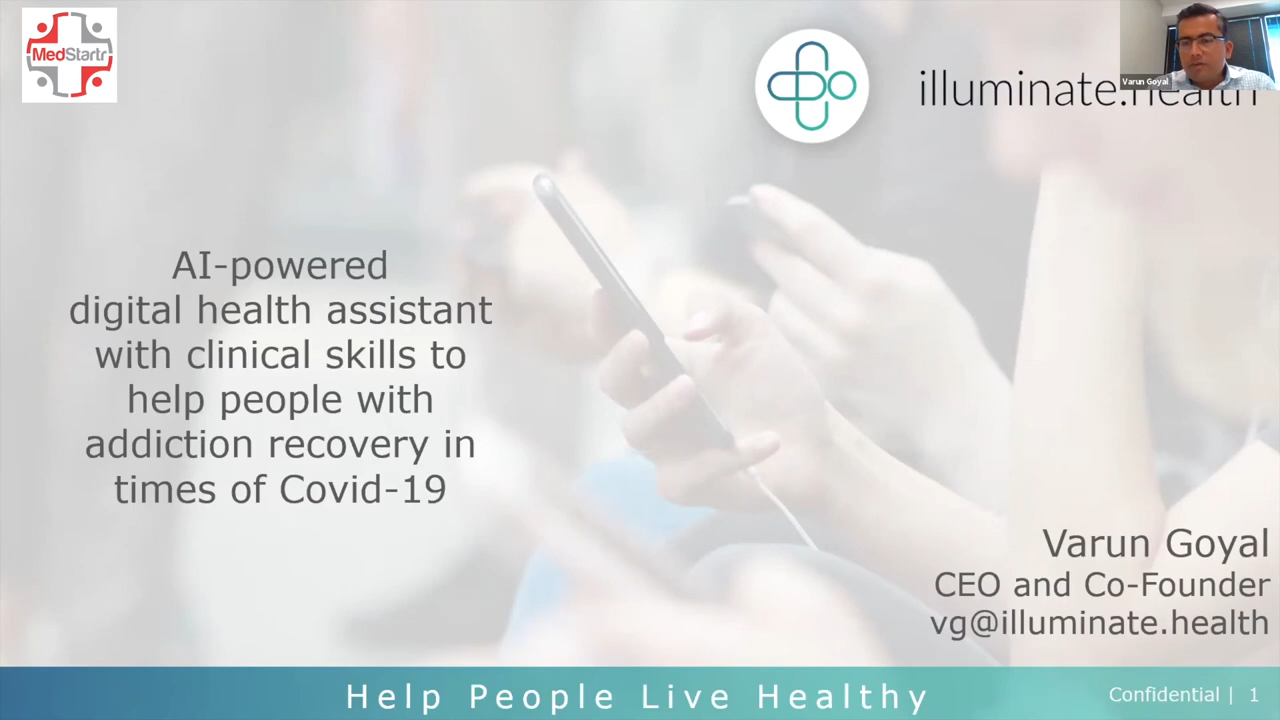 MedStartr
illuminate.health
Varun Goyal
AI-powered
digital health assistant
with clinical skills to
help people with
addiction recovery in
times of Covid-19
Varun Goyal
CEO and Co-Founder
vg@illuminate.health
Help People Live Healthy
Confidential | 1